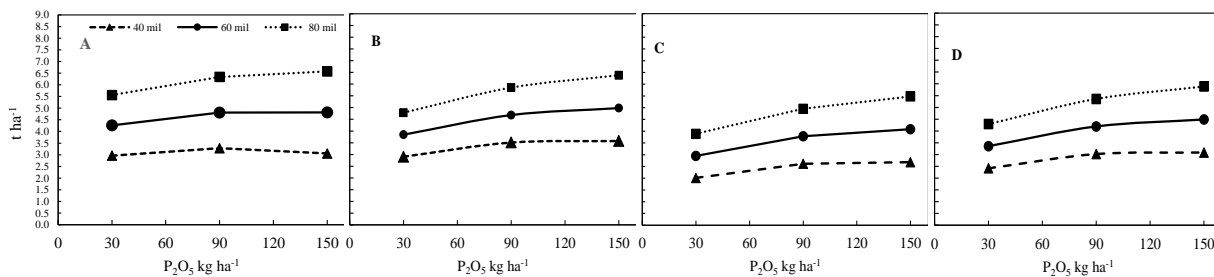 9.0
8.5
8.0
7.5
7.0
6.5
6.0
5.5
5.0
4.5
4.0
3.5
3.0
2.5
2.0
1.5
1.0
0.5
0.0
t ha⁻¹
40 mil 60 mil 80 mil
A
B
C
D
0 30 60 90 120 150
0 30 60 90 120 150
0 30 60 90 120 150
0 30 60 90 120 150
P₂O₅ kg ha⁻¹
P₂O₅ kg ha⁻¹
P₂O₅ kg ha⁻¹
P₂O₅ kg ha⁻¹